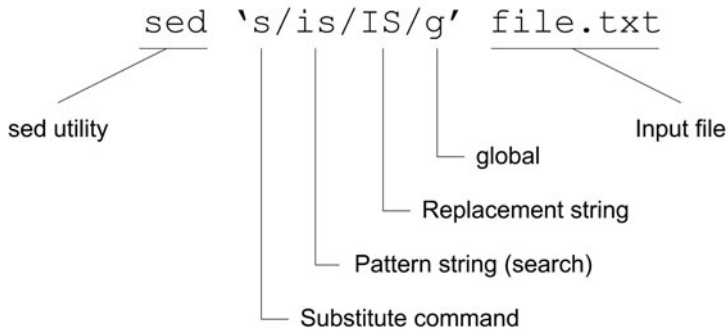 sed ‘s/is/IS/g’ file.txt
sed utility
Input file
global
Replacement string
Pattern string (search)
Substitute command